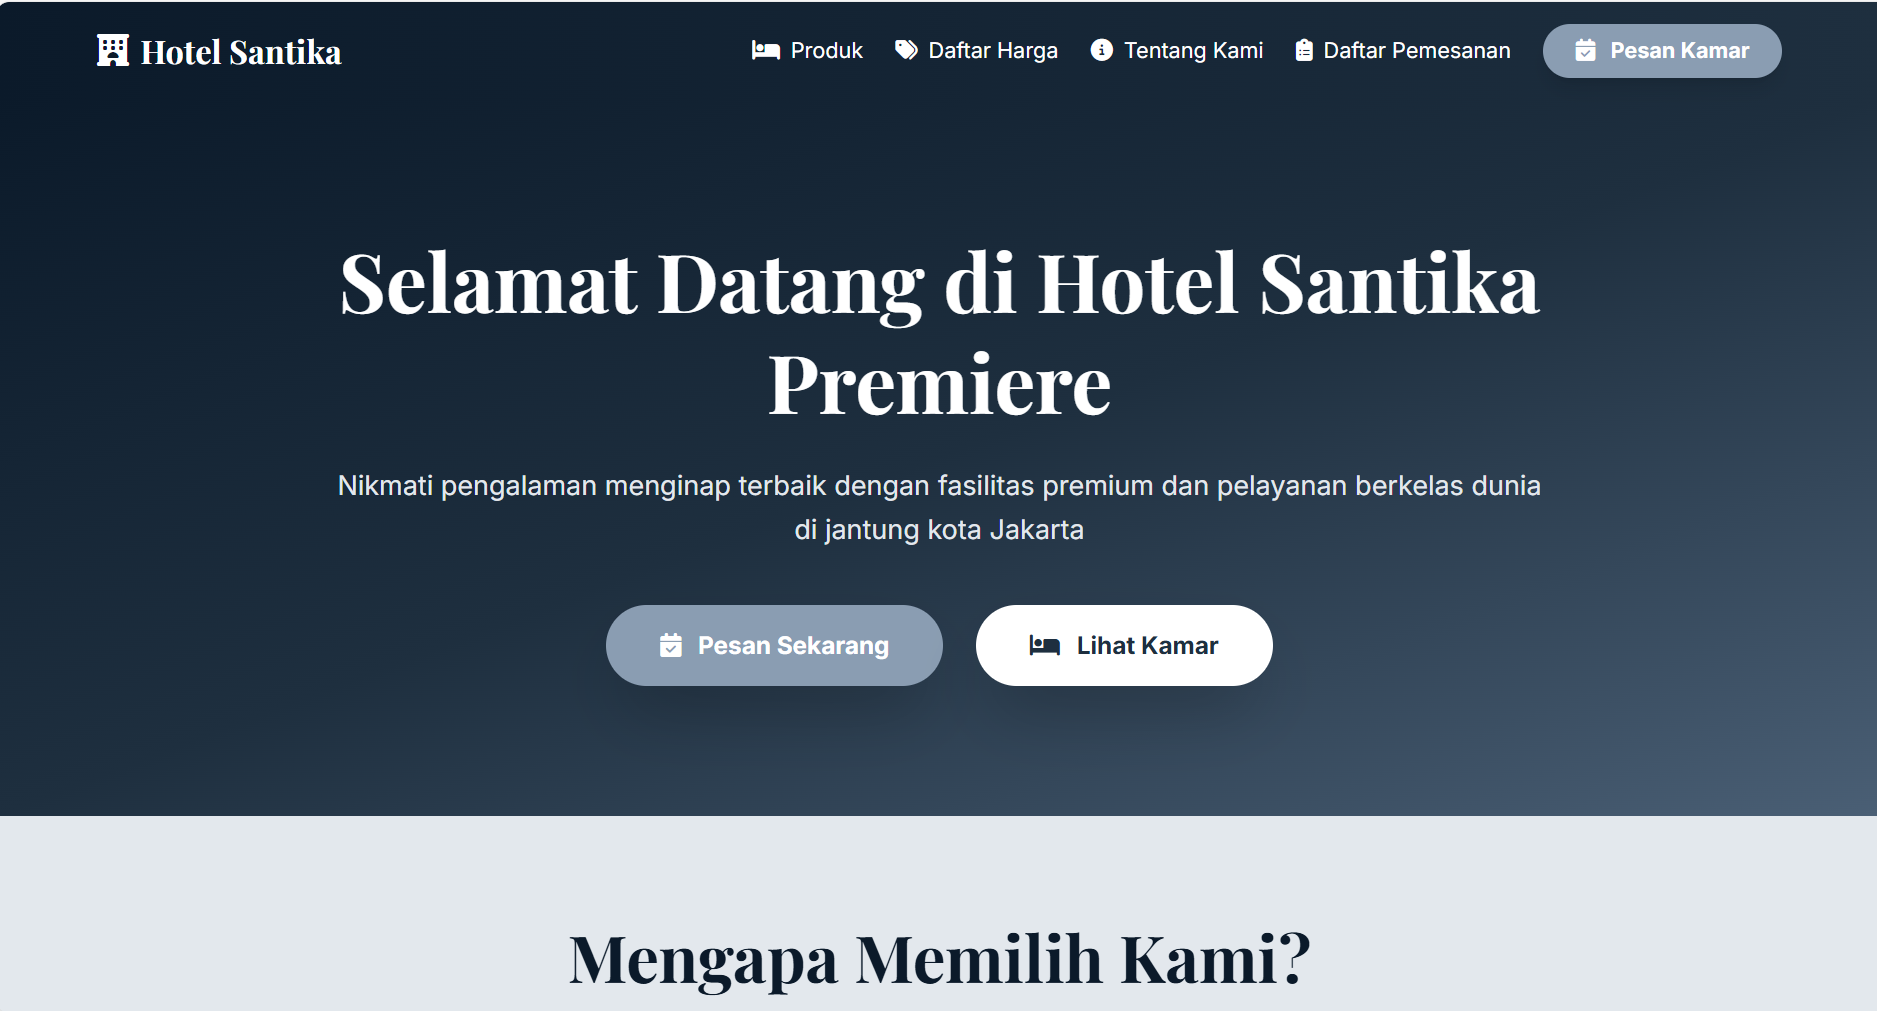 Hotel Santika
Produk
Daftar Harga
Tentang Kami
Daftar Pemesanan
Pesan Kamar
Selamat Datang di Hotel Santika
Premiere
Nikmati pengalaman menginap terbaik dengan fasilitas premium dan pelayanan berkelas dunia
di jantung kota Jakarta
Pesan Sekarang
Lihat Kamar
Mengapa Memilih Kami?